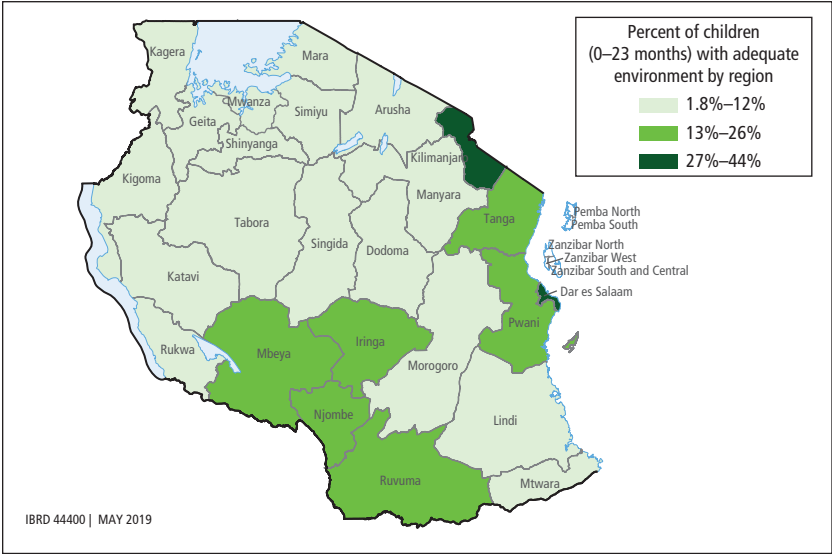 Percent of children
(0–23 months) with adequate
environment by region
1.8%–12%
13%–26%
27%–44%
Kagera
Mara
Mwanza
Geita
Simiyu
Arusha
Shinyanga
Kilimanjar
Kigoma
Manyara
Tabora
Singida
Dodoma
Tanga
Pemba North
Pemba South
Zanzibar North
Zanzibar West
Zanzibar South and Central
Dar es Salaam
Katavi
Pwani
Rukwa
Mbeya
Iringa
Morogoro
Njombe
Lindi
Ruvuma
Mtwara
IBRD 44400 | MAY 2019